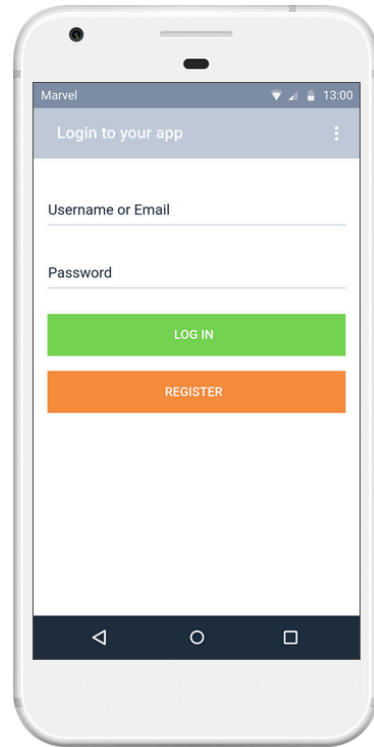 Marvel 13:00
Login to your app
Username or Email
Password
LOG IN
REGISTER